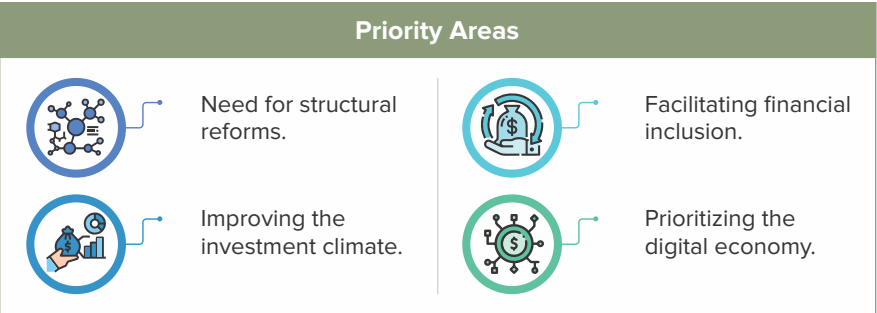 Priority Areas
Need for structural
reforms.
Improving the
investment climate.
Facilitating financial
inclusion.
Prioritizing the
digital economy.